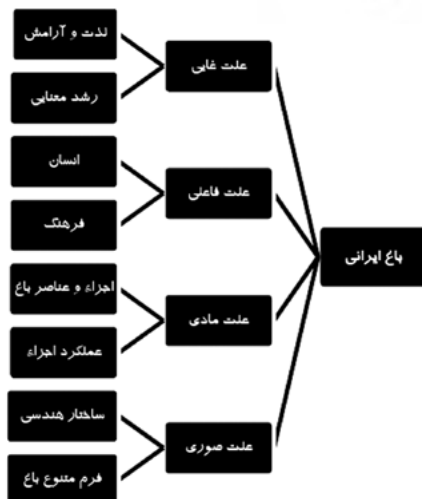 باغ ایرانی
علت غایی
لذت و آرامش
رشد معنایی
علت فاعلی
انسان
فرهنگ
علت مادی
اجزاء و عناصر باغ
عملکرد اجزاء
علت صوری
ساختار هندسی
فرم متنوع باغ